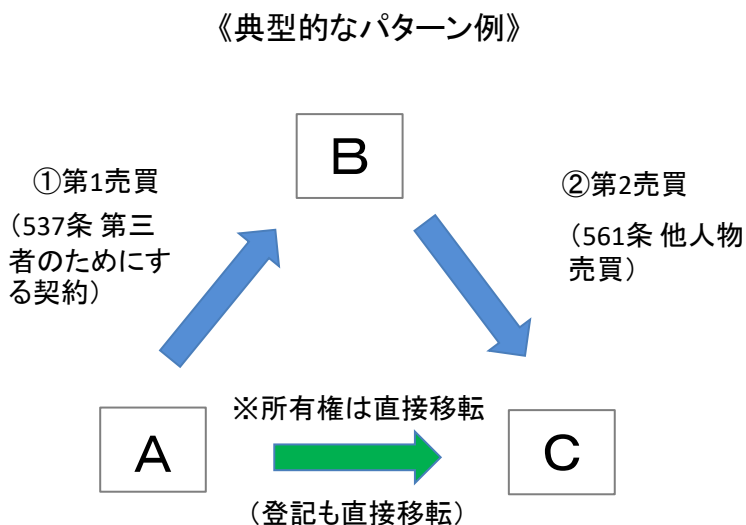 《典型的なパターン例》
B
①第1売買
（537条 第三
者のためにす
る契約）
②第2売買
（561条 他人物
売買）
※所有権は直接移転
A
C
（登記も直接移転）